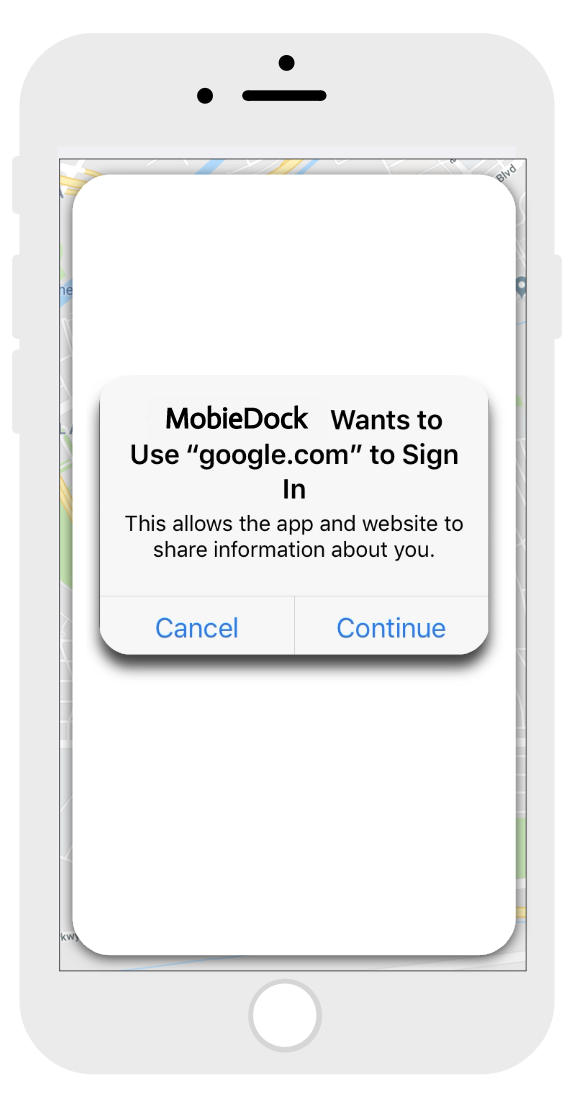 Blvd
ne
MobieDock Wants to
Use “google.com” to Sign
In
This allows the app and website to
share information about you.
Cancel
Continue
kwy